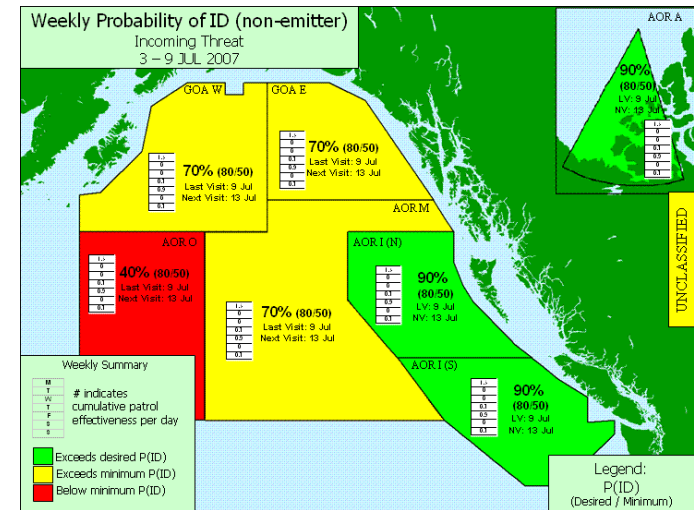 Weekly Probability of ID (non-emitter)
Incoming Threat
3 – 9 JUL 2007
AOR A
90%
(80/50)
LV: 9 Jul
NV: 13 Jul
GOA W
70% (80/50)
Last Visit: 9 Jul
Next Visit: 13 Jul
GOA E
70% (80/50)
Last Visit: 9 Jul
Next Visit: 13 Jul
AOR M
70% (80/50)
Last Visit: 9 Jul
Next Visit: 13 Jul
AOR O
40% (80/50)
Last Visit: 9 Jul
Next Visit: 13 Jul
AOR I (N)
90%
(80/50)
LV: 9 Jul
NV: 13 Jul
AOR I (S)
90%
(80/50)
LV: 9 Jul
NV: 13 Jul
UNCLASSIFIED
Weekly Summary
M
T
W
T
F
S
S
# indicates
cumulative patrol
effectiveness per day
Exceeds desired P(ID)
Exceeds minimum P(ID)
Below minimum P(ID)
Legend:
P(ID)
(Desired / Minimum)